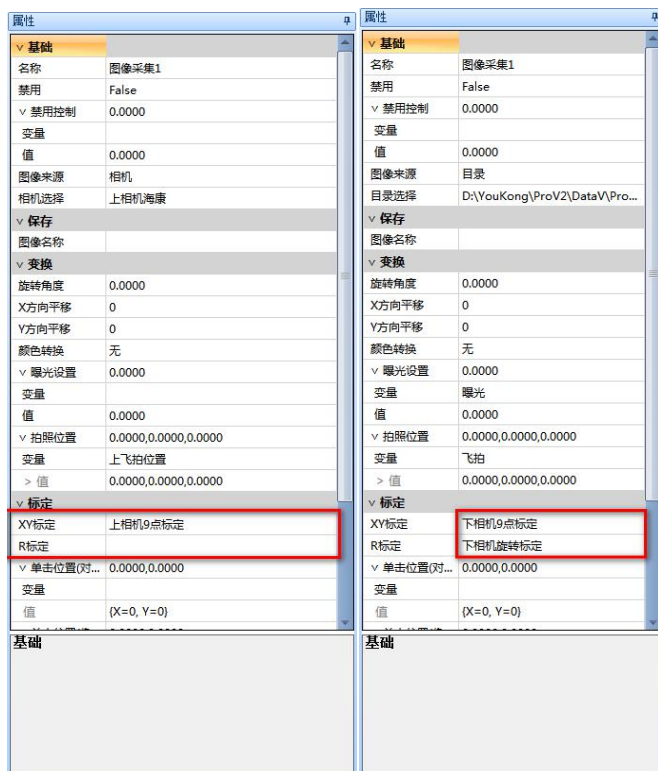 属性
∨ 基础
名称 图像采集1
禁用 False
∨ 禁用控制 0.0000
变量
值 0.0000
图像来源 相机
相机选择 上相机海康
∨ 保存
图像名称
∨ 变换
旋转角度 0.0000
X方向平移 0
Y方向平移 0
颜色转换 无
∨ 曝光设置 0.0000
变量
值 0.0000
∨ 拍照位置 0.0000,0.0000,0.0000
变量 上飞拍位置
> 值 0.0000,0.0000,0.0000
∨ 标定
XY标定 上相机9点标定
R标定
∨ 单击位置(对... 0.0000,0.0000
变量
值 {X=0, Y=0}
基础
属性
∨ 基础
名称 图像采集1
禁用 False
∨ 禁用控制 0.0000
变量
值 0.0000
图像来源 目录
目录选择 D:\YouKong\ProV2\DataV\Pro...
∨ 保存
图像名称
∨ 变换
旋转角度 0.0000
X方向平移 0
Y方向平移 0
颜色转换 无
∨ 曝光设置 0.0000
变量 曝光
值 0.0000
∨ 拍照位置 0.0000,0.0000,0.0000
变量 飞拍
> 值 0.0000,0.0000,0.0000
∨ 标定
XY标定 下相机9点标定
R标定 下相机旋转标定
∨ 单击位置(对... 0.0000,0.0000
变量
值 {X=0, Y=0}
基础